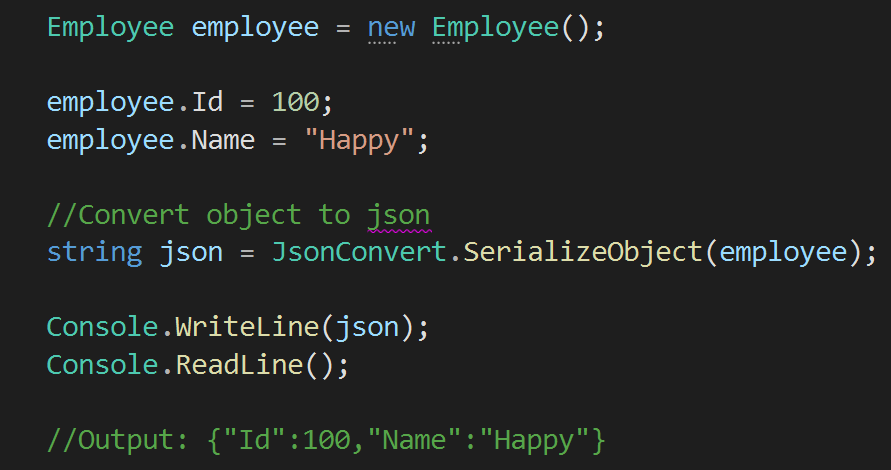 Employee employee = new Employee();
employee.Id = 100;
employee.Name = "Happy";
//Convert object to json
string json = JsonConvert.SerializeObject(employee);
Console.WriteLine(json);
Console.ReadLine();
//Output: {"Id":100,"Name":"Happy"}